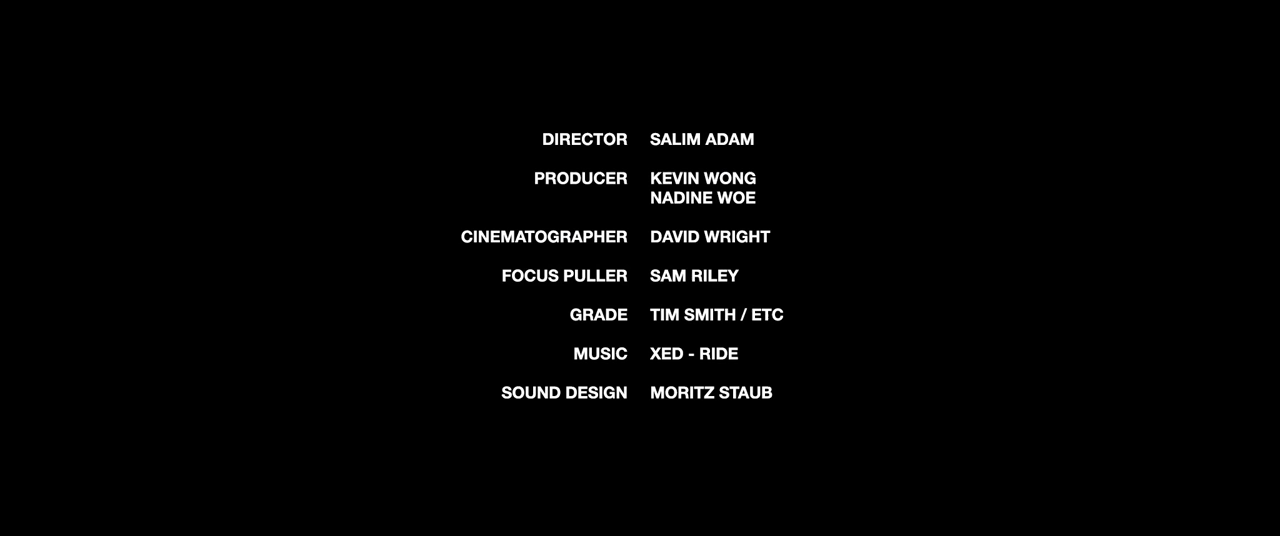 DIRECTOR SALIM ADAM
PRODUCER KEVIN WONG
NADINE WOE
CINEMATOGRAPHER DAVID WRIGHT
FOCUS PULLER SAM RILEY
GRADE TIM SMITH / ETC
MUSIC XED - RIDE
SOUND DESIGN MORITZ STAUB